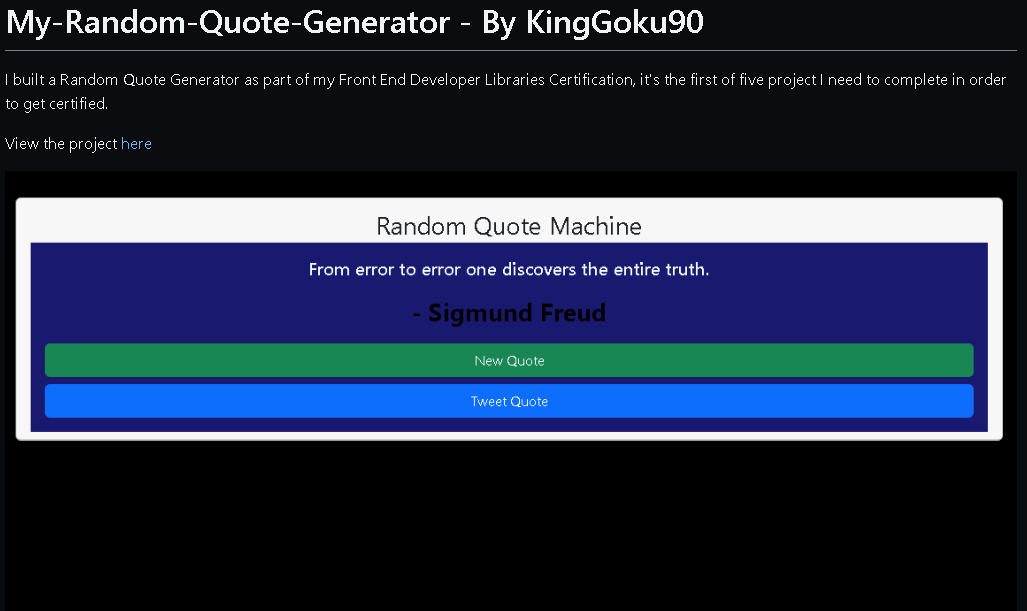 My-Random-Quote-Generator - By KingGoku90
I built a Random Quote Generator as part of my Front End Developer Libraries Certification, it's the first of five project I need to complete in order
to get certified.
View the project here
Random Quote Machine
From error to error one discovers the entire truth.
- Sigmund Freud
New Quote
Tweet Quote